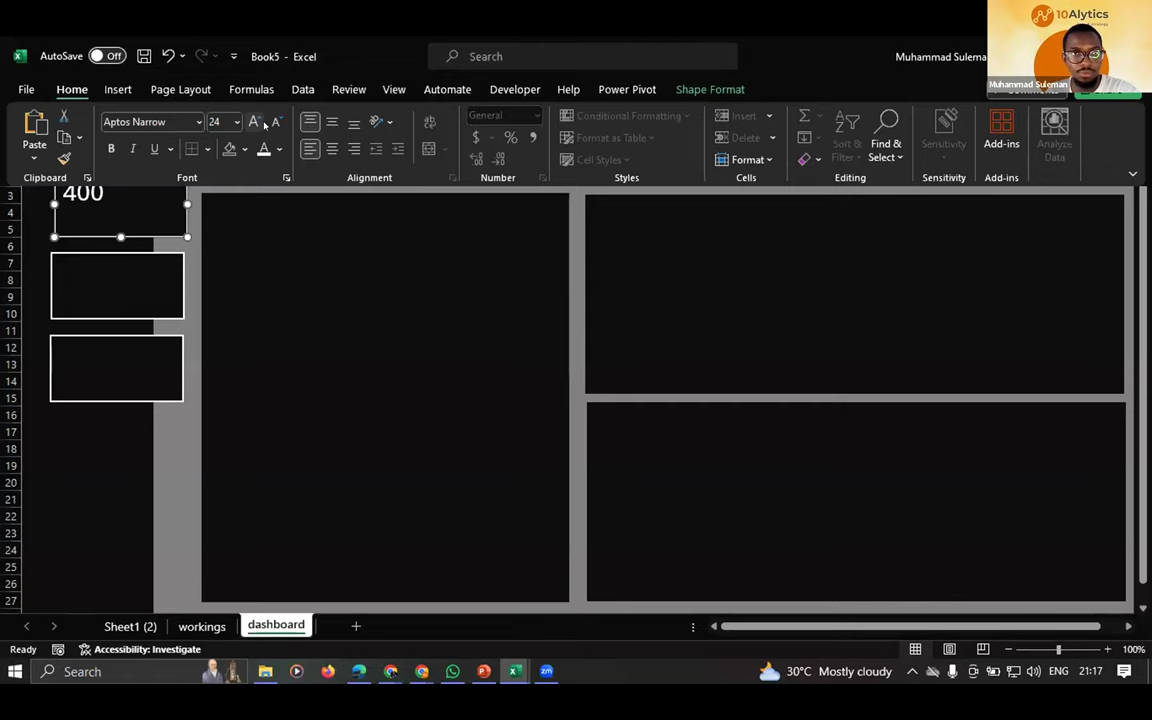 10Alytics
Muhammad Suleman
AutoSave Off Book5 - Excel Search Muhammad Sulema
File Home Insert Page Layout Formulas Data Review View Automate Developer Help Power Pivot Shape Format
Paste Aptos Narrow 24 A A General Conditional Formatting Insert Sort & Filter Find & Select Sensitivity Add-ins Analyze Data
B I U A $ % 9 Format as Table Delete
Cell Styles Format
Clipboard Font Alignment Number Styles Cells Editing Sensitivity Add-ins
400
3
4
5
6
7
8
9
10
11
12
13
14
15
16
17
18
19
20
21
22
23
24
25
26
27
Sheet1 (2) workings dashboard
Ready Accessibility: Investigate 100%
Search 30°C Mostly cloudy ENG 21:17